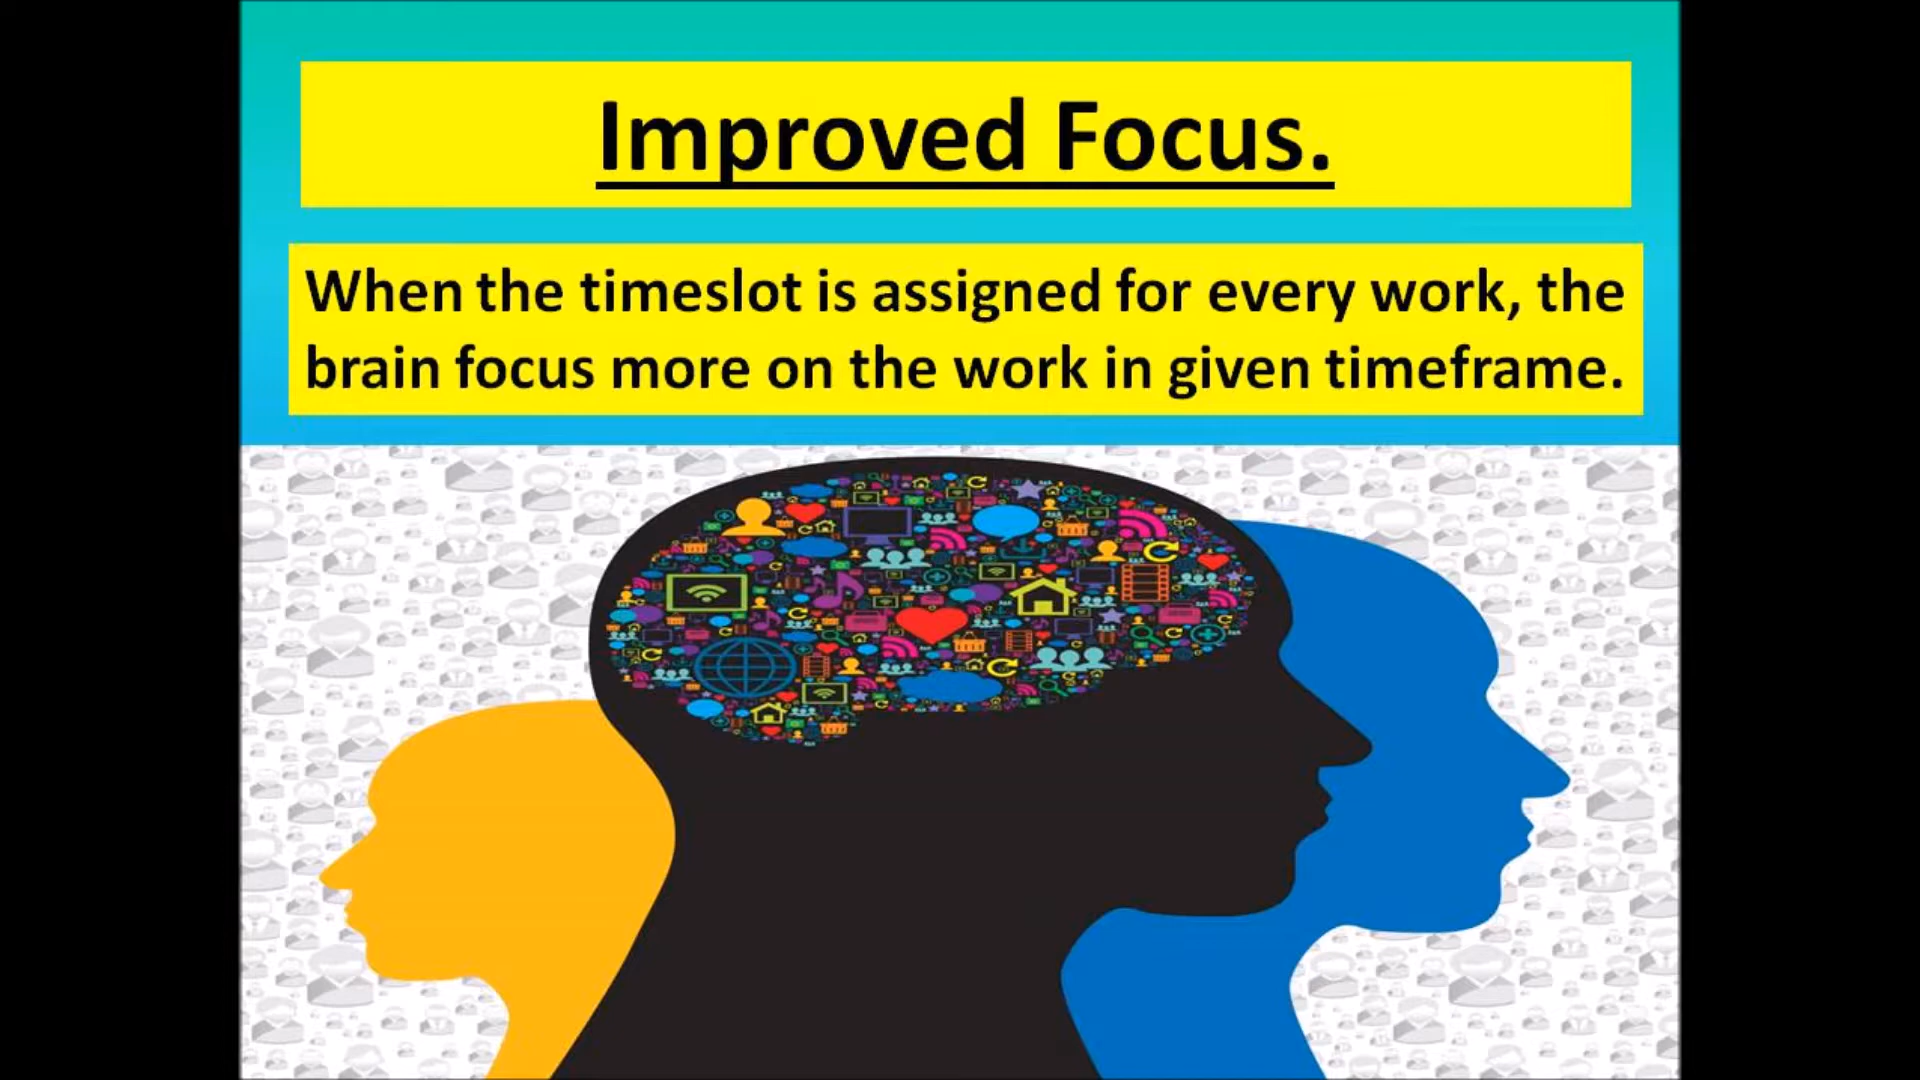 Improved Focus.
When the timeslot is assigned for every work, the
brain focus more on the work in given timeframe.